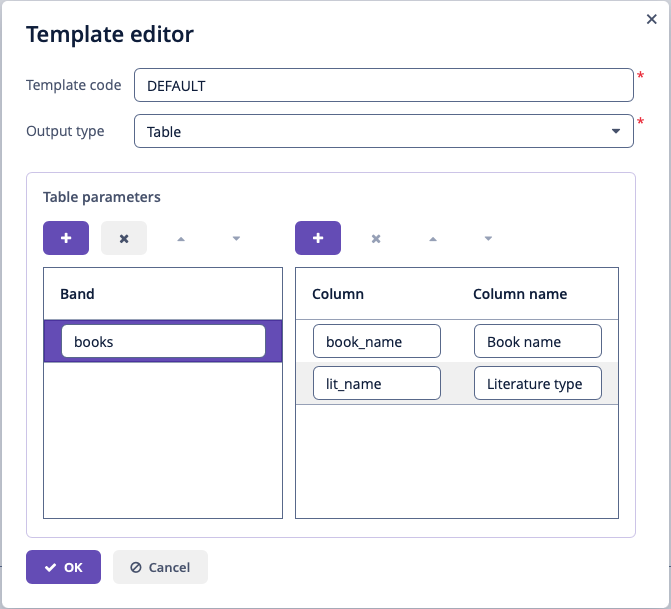 Template editor
Template code DEFAULT *
Output type Table *
Table parameters
Band
books
Column Column name
book_name Book name
lit_name Literature type
OK Cancel